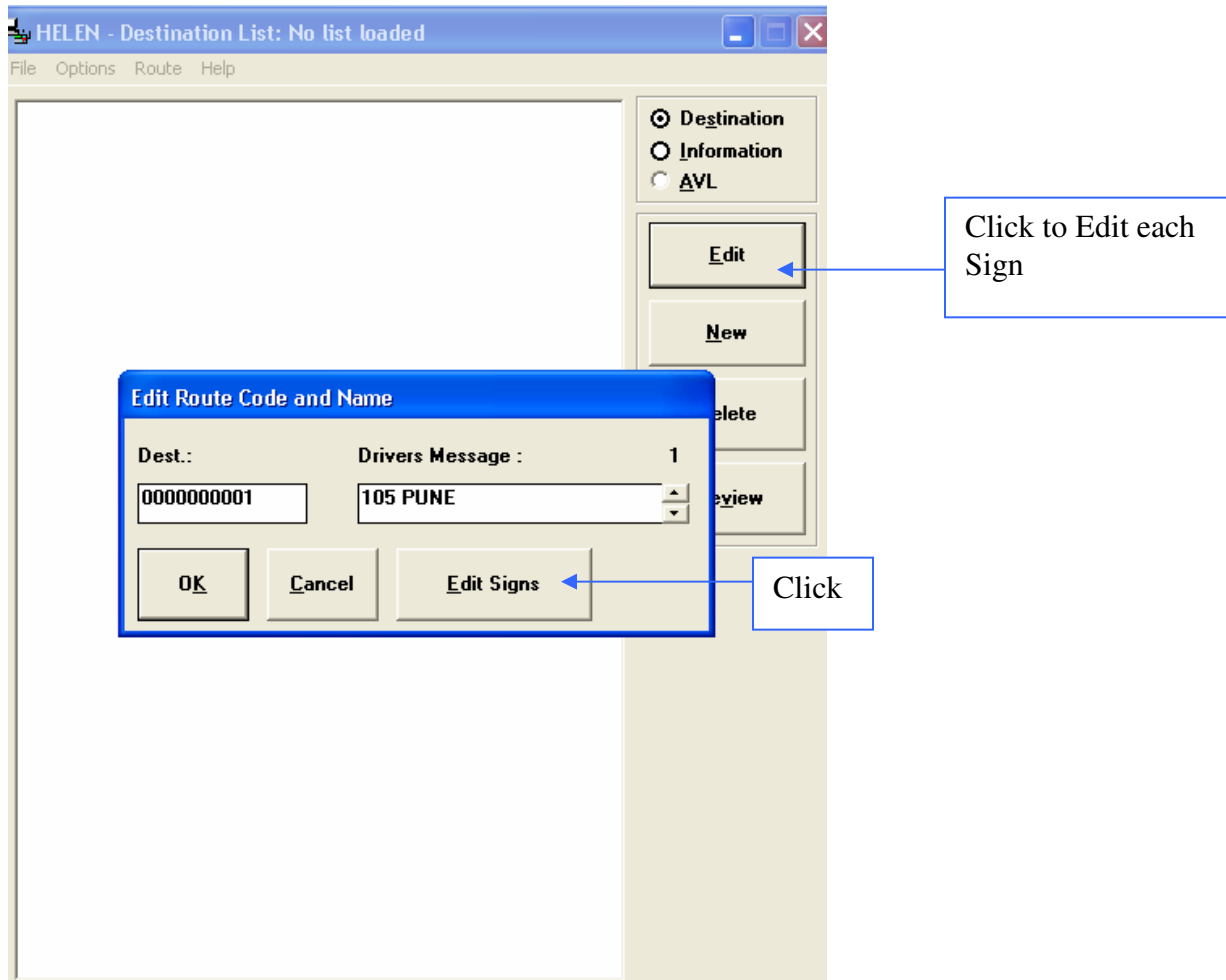 HELEN - Destination List: No list loaded
File Options Route Help
Destination
Information
AVL
Edit
Click to Edit each
Sign
New
elete
eview
Edit Route Code and Name
Dest.: Drivers Message : 1
0000000001 105 PUNE
OK Cancel Edit Signs
Click